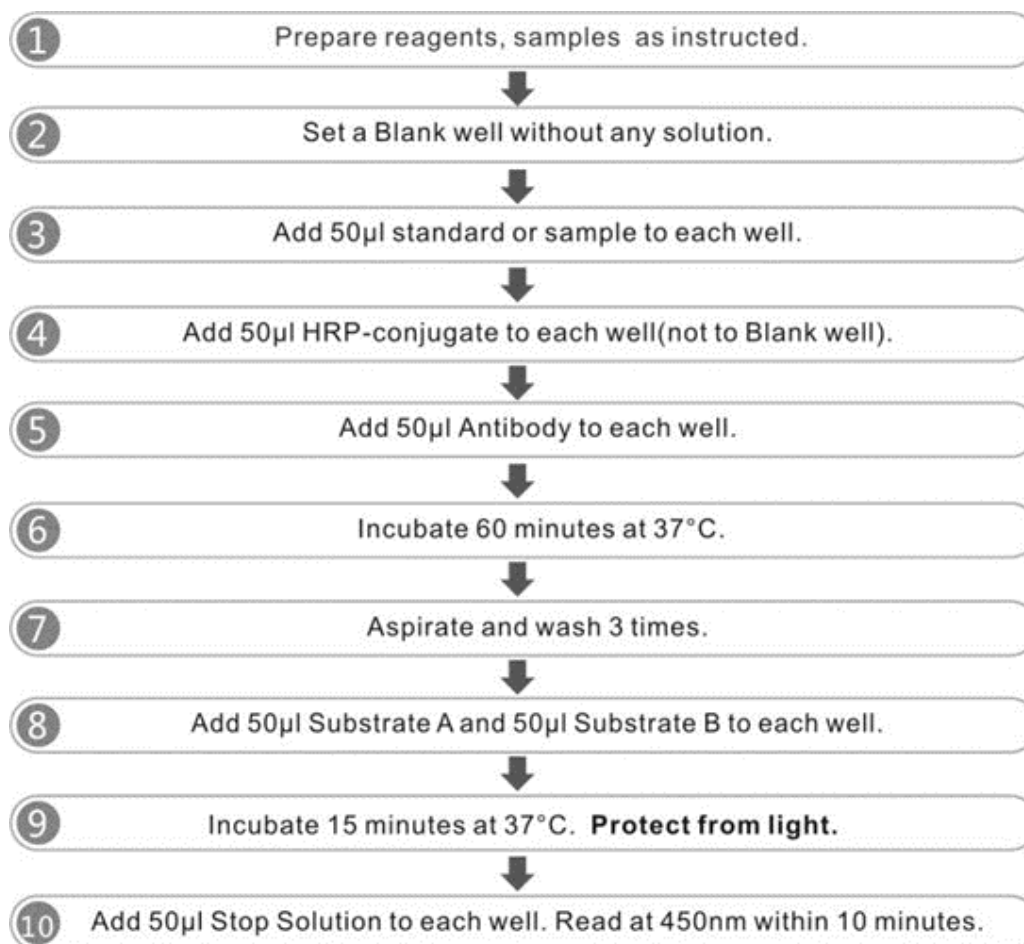 1 Prepare reagents, samples as instructed.
2 Set a Blank well without any solution.
3 Add 50μl standard or sample to each well.
4 Add 50μl HRP-conjugate to each well(not to Blank well).
5 Add 50μl Antibody to each well.
6 Incubate 60 minutes at 37°C.
7 Aspirate and wash 3 times.
8 Add 50μl Substrate A and 50μl Substrate B to each well.
9 Incubate 15 minutes at 37°C. Protect from light.
10 Add 50μl Stop Solution to each well. Read at 450nm within 10 minutes.